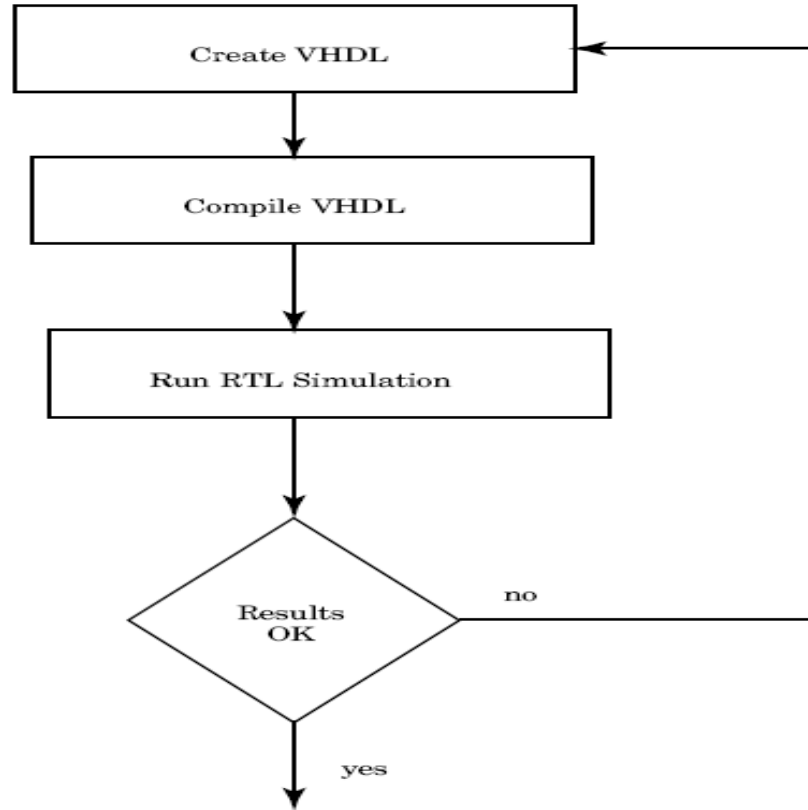 Create VHDL
Compile VHDL
Run RTL Simulation
Results
OK
no
yes